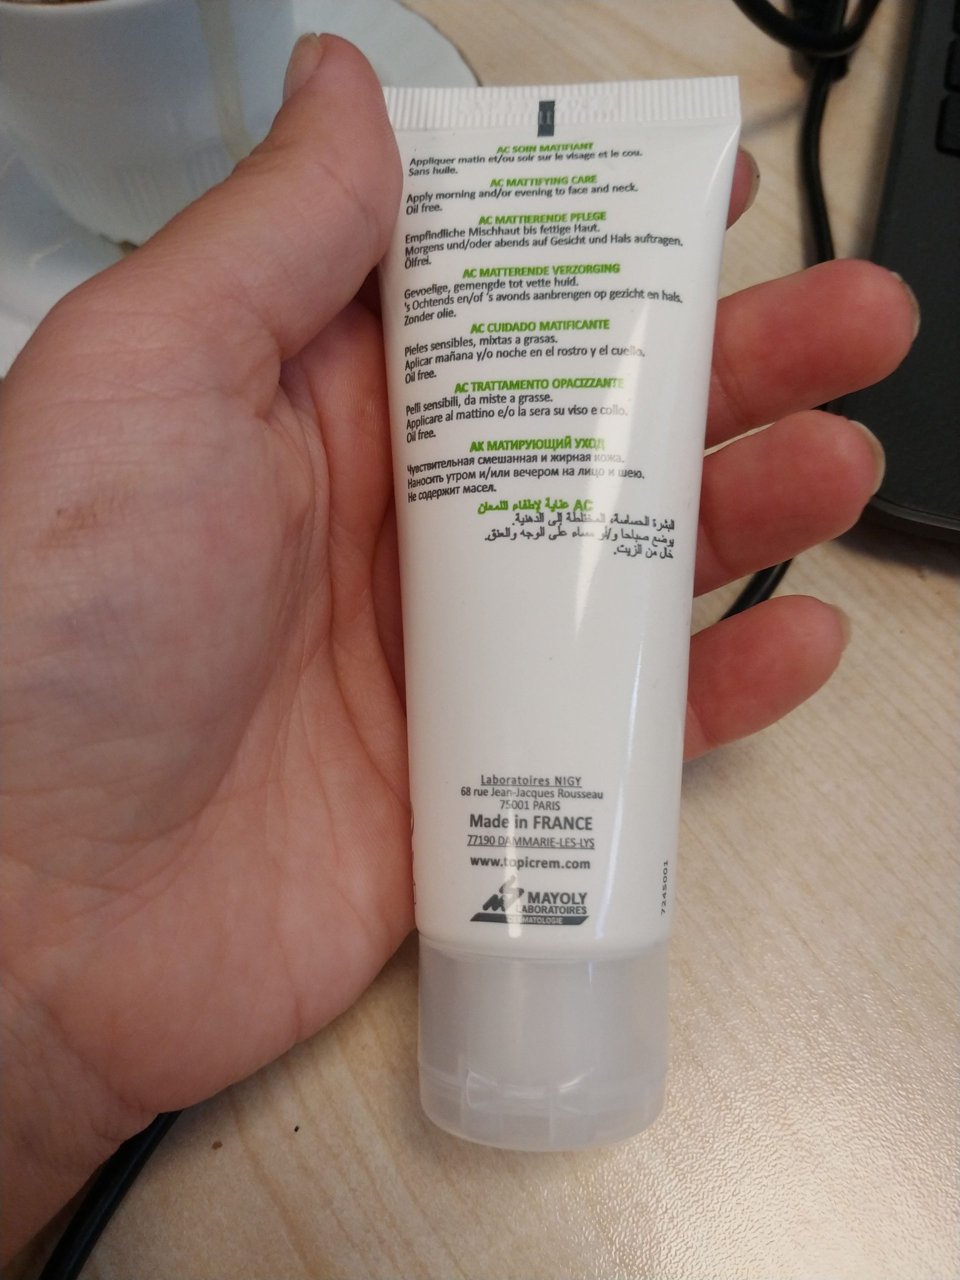 AC SOIN MATIFIANT
Appliquer matin et/ou soir sur le visage et le cou.
Sans huile.
AC MATTIFYING CARE
Apply morning and/or evening to face and neck.
Oil free.
AC MATTIERENDE PFLEGE
Empfindliche Mischhaut bis fettige Haut.
Morgens und/oder abends auf Gesicht und Hals auftragen.
Ölfrei.
AC MATTERENDE VERZORGING
Gevoelige, gemengde tot vette huid.
's Ochtends en/of 's avonds aanbrengen op gezicht en hals.
Zonder olie.
AC CUIDADO MATIFICANTE
Pieles sensibles, mixtas a grasas.
Aplicar mañana y/o noche en el rostro y el cuello.
Oil free.
AC TRATTAMENTO OPACIZZANTE
Pelli sensibili, da miste a grasse.
Applicare al mattino e/o la sera su viso e collo.
Oil free.
АК МАТИРУЮЩИЙ УХОД
Чувствительная смешанная и жирная кожа.
Наносить утром и/или вечером на лицо и шею.
Не содержит масел.
AC عناية لإطفاء اللمعان
البشرة الحساسة، المختلطة إلى الدهنية.
يوضع صباحا و/أو مساء على الوجه والعنق.
خال من الزيت.
Laboratoires NIGY
68 rue Jean-Jacques Rousseau
75001 PARIS
Made in FRANCE
77190 DAMMARIE-LES-LYS
www.topicrem.com
MAYOLY
LABORATOIRES
DERMATOLOGIE
7245001